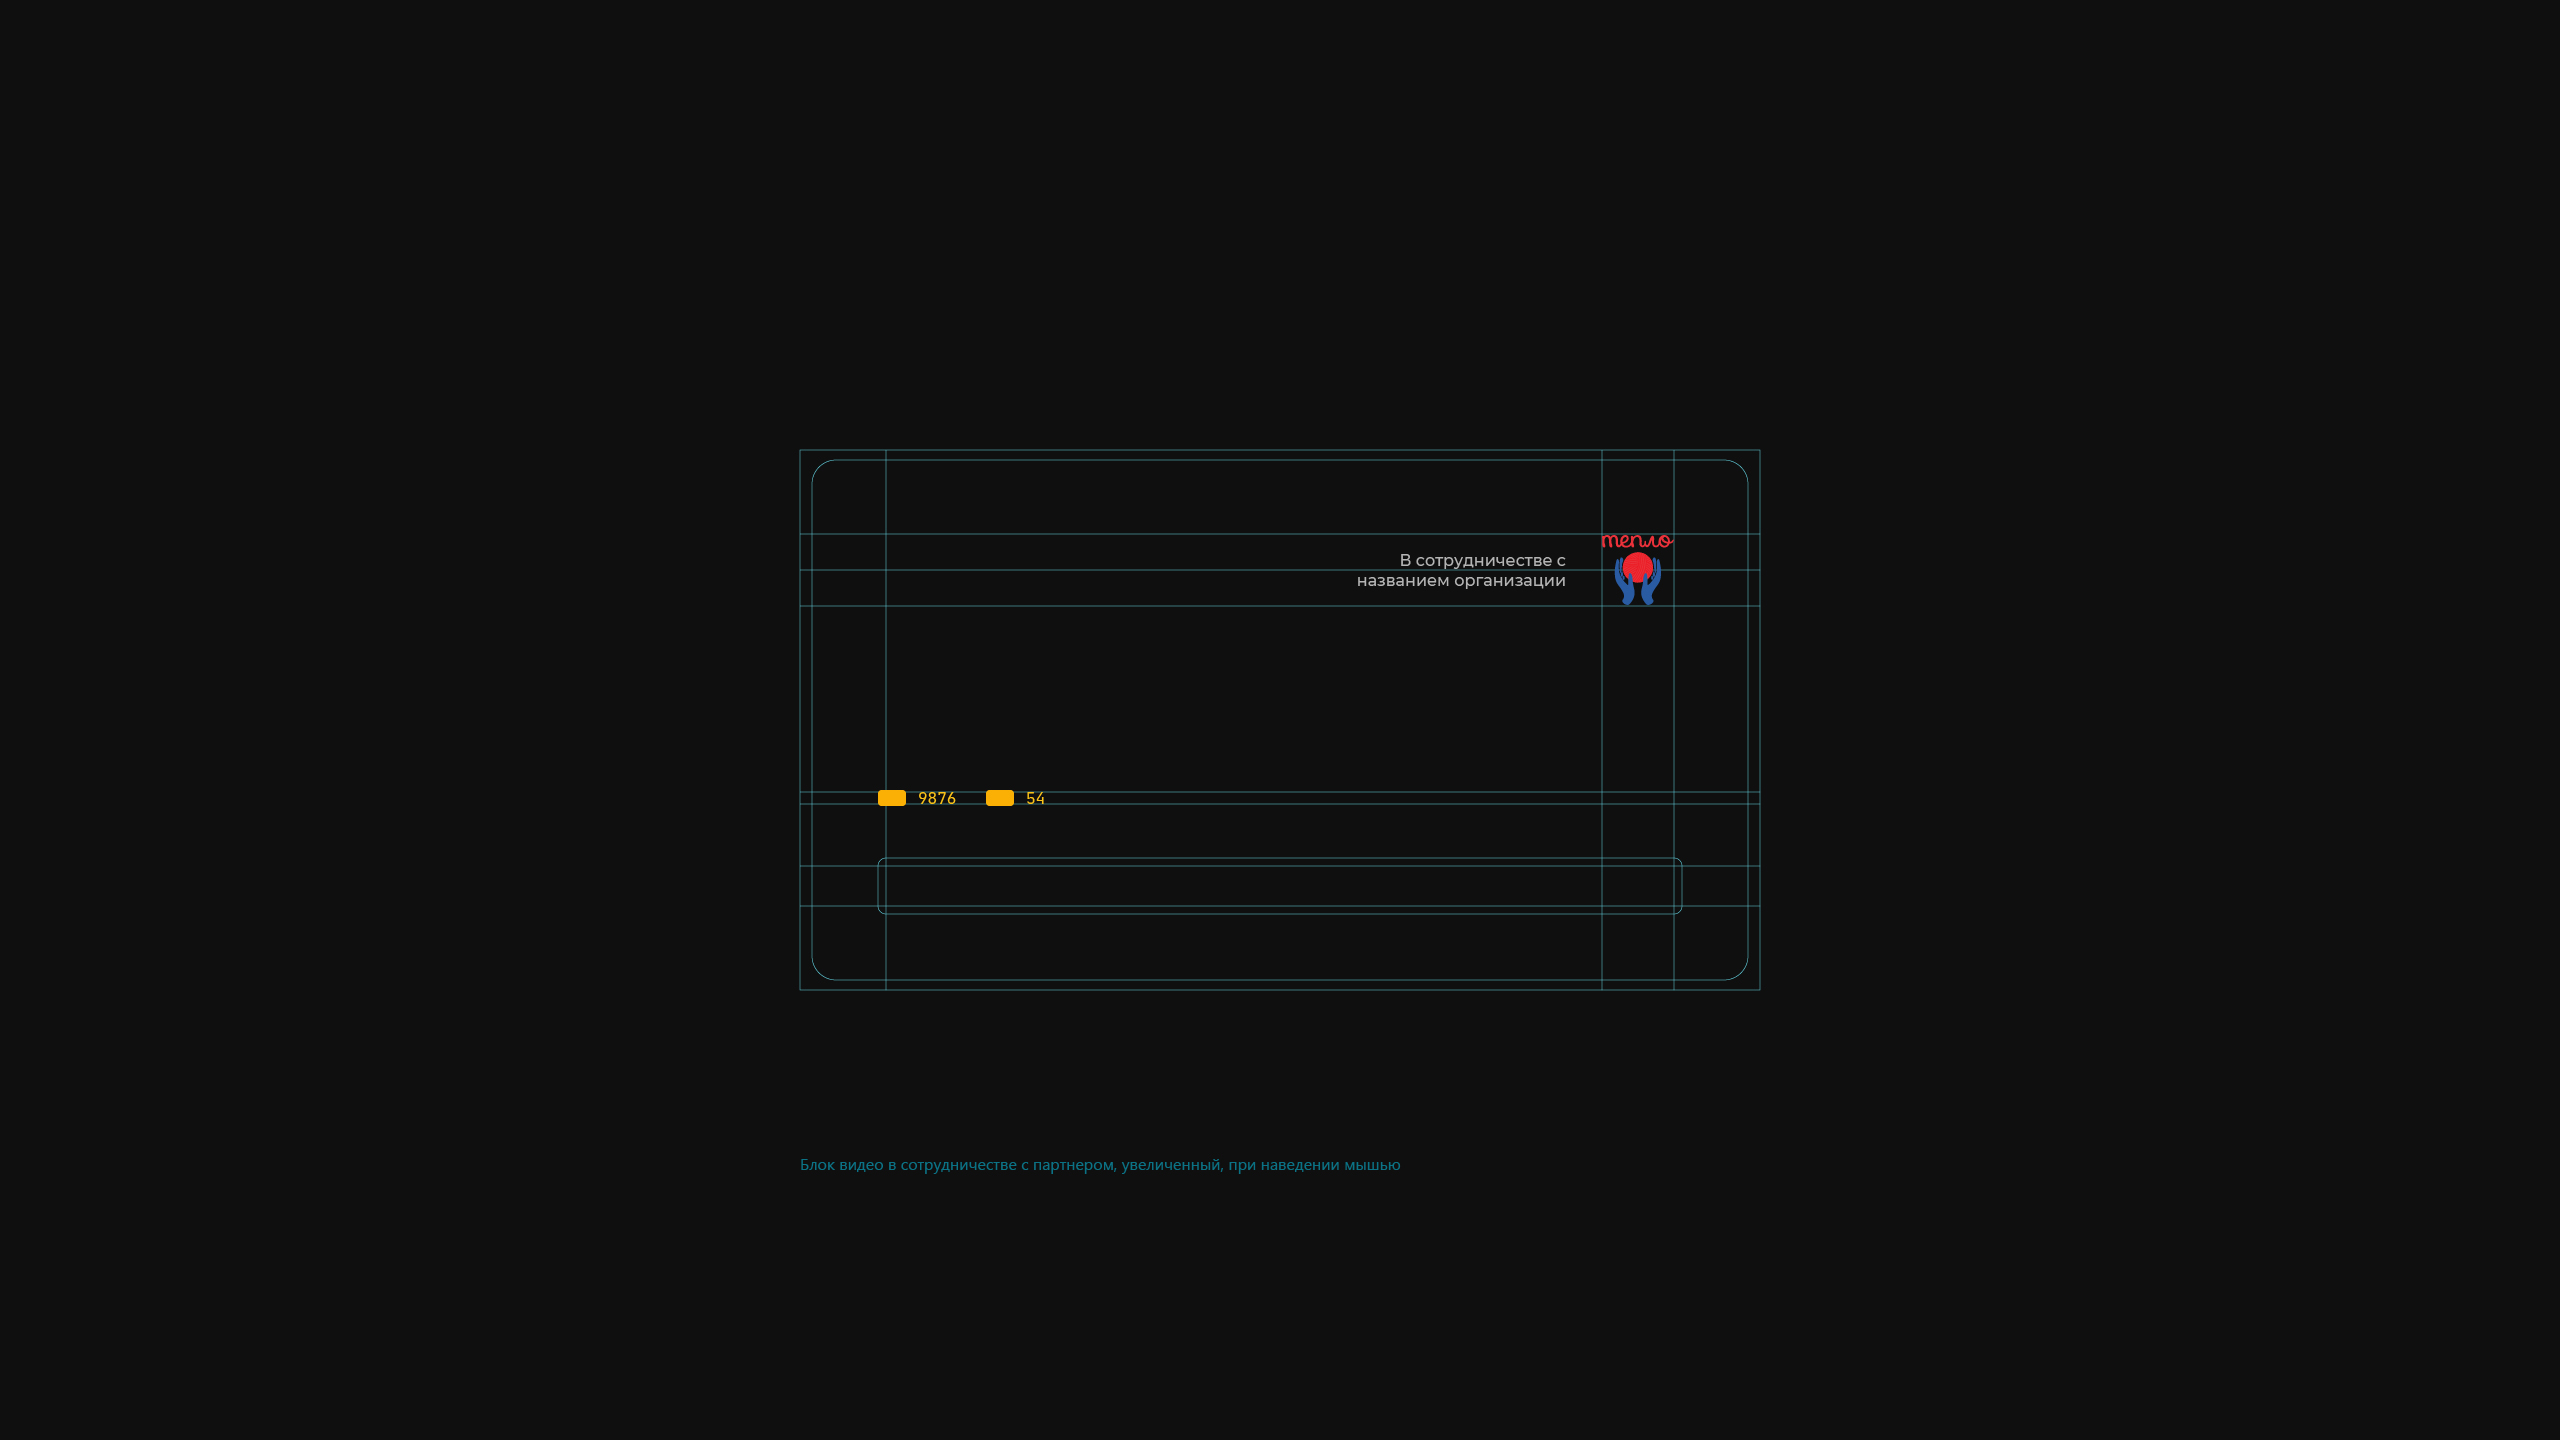 тепло
В сотрудничестве с
названием организации
9876 54
Блок видео в сотрудничестве с партнером, увеличенный, при наведении мышью